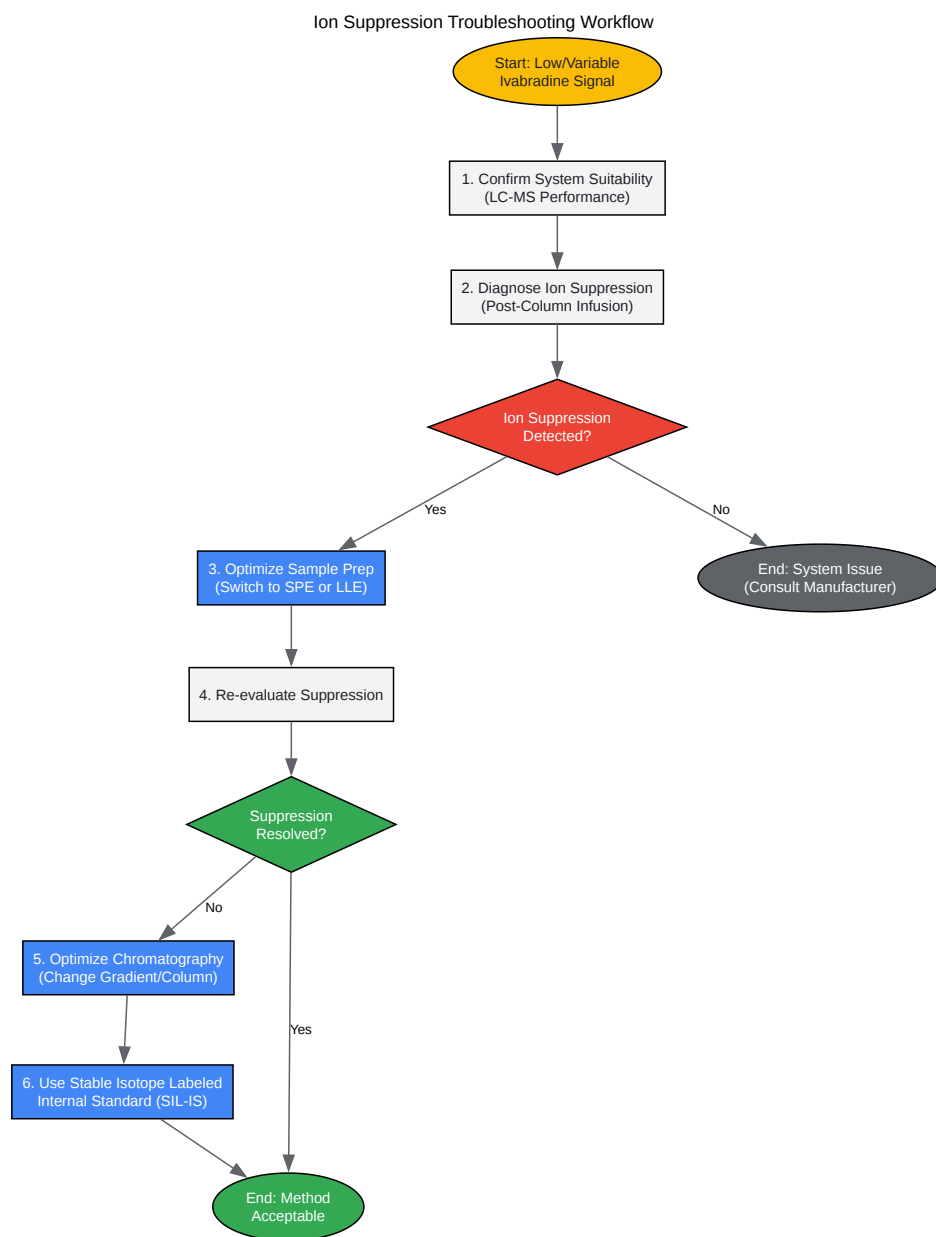 Ion Suppression Troubleshooting Workflow
Start: Low/Variable
Ivabradine Signal
1. Confirm System Suitability
(LC-MS Performance)
2. Diagnose Ion Suppression
(Post-Column Infusion)
Ion Suppression
Detected?
Yes
No
3. Optimize Sample Prep
(Switch to SPE or LLE)
End: System Issue
(Consult Manufacturer)
4. Re-evaluate Suppression
Suppression
Resolved?
No
5. Optimize Chromatography
(Change Gradient/Column)
Yes
6. Use Stable Isotope Labeled
Internal Standard (SIL-IS)
End: Method
Acceptable